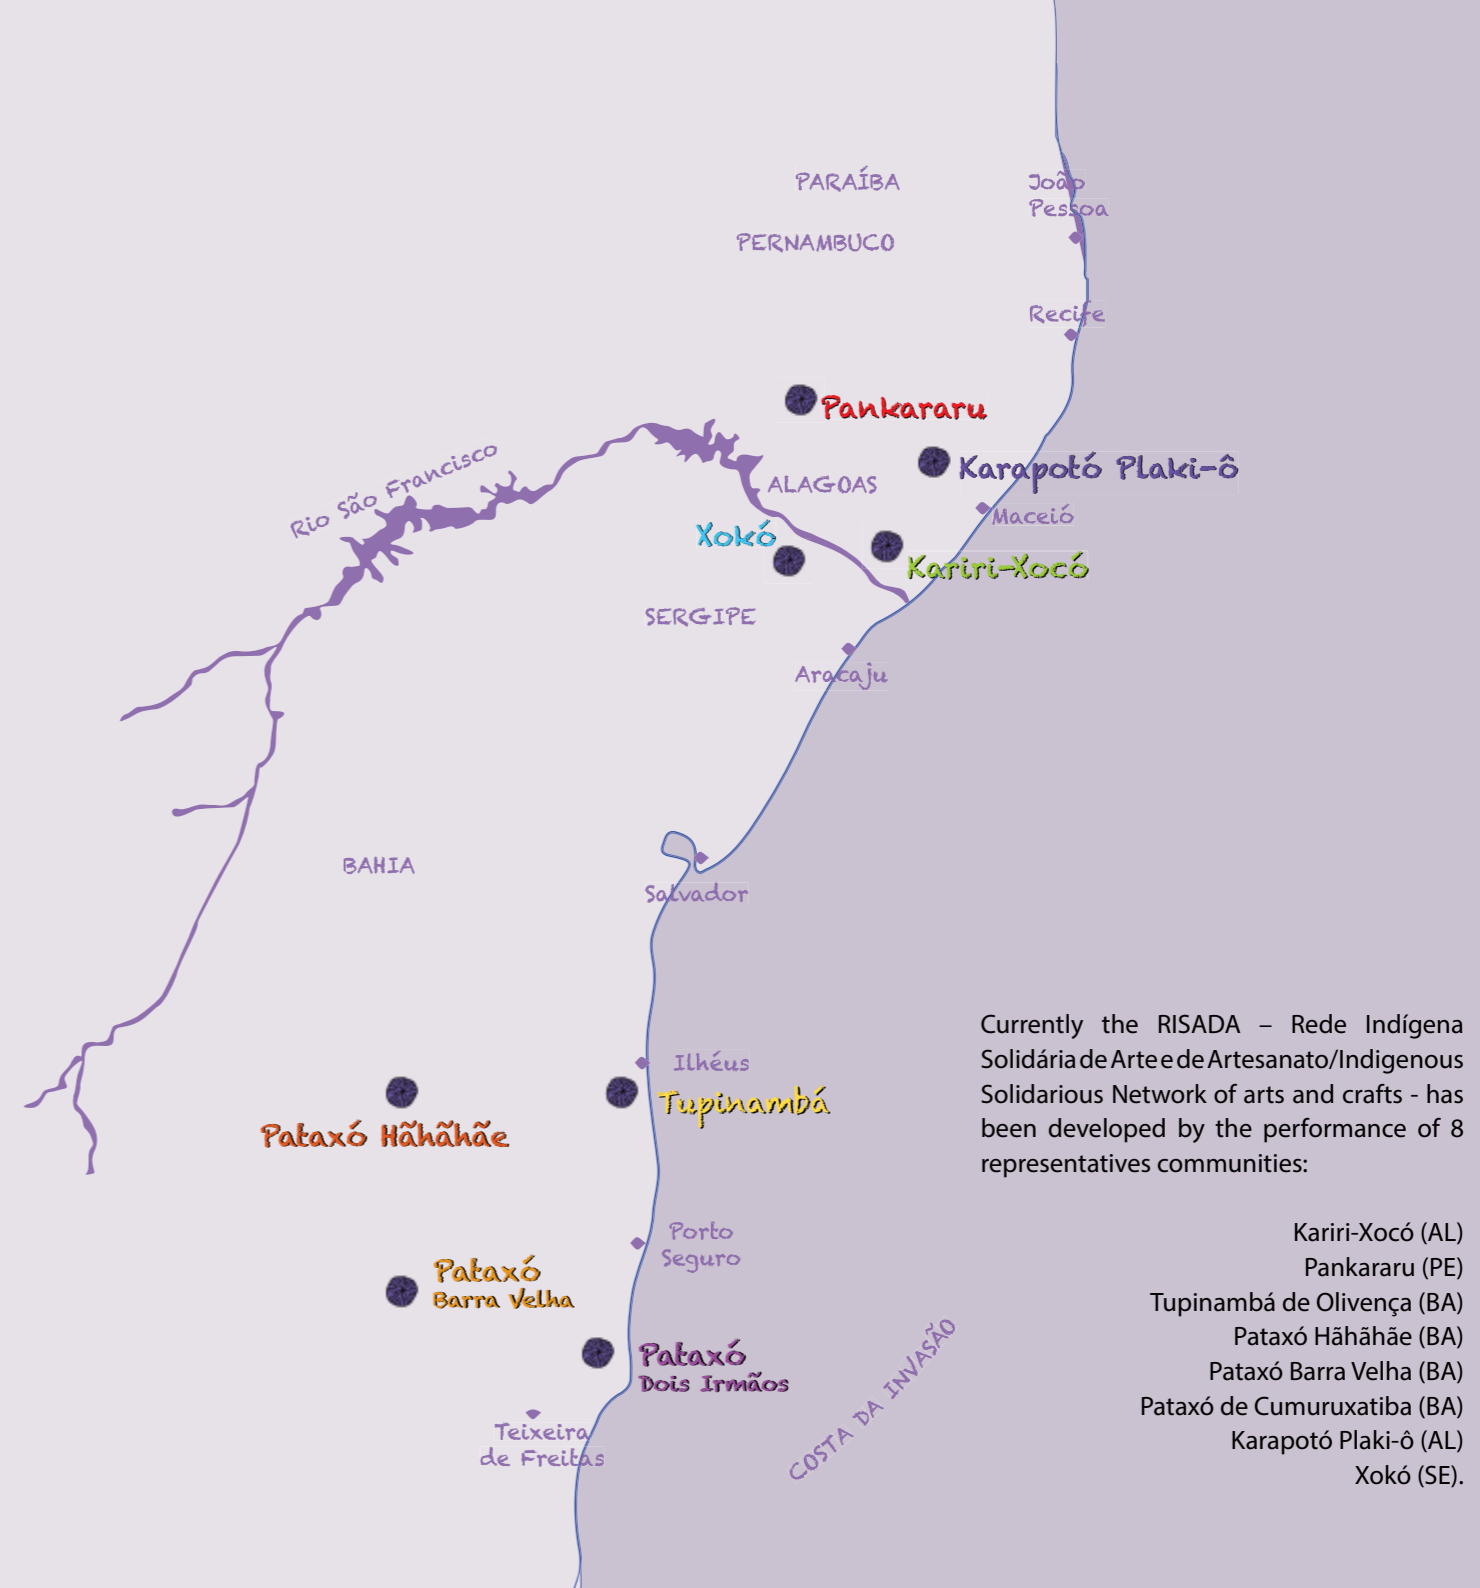 PARAÍBA
João
Pessoa
PERNAMBUCO
Recife
Pankararu
Rio São Francisco
Karapotó Plaki-ô
ALAGOAS
Maceió
Xokó
Kariri-Xocó
SERGIPE
Aracaju
BAHIA
Salvador
Currently the RISADA – Rede Indígena
Solidária de Arte e de Artesanato/Indigenous
Solidarious Network of arts and crafts - has
been developed by the performance of 8
representatives communities:
Ilhéus
Tupinambá
Pataxó Hãhãhãe
Porto
Seguro
Pataxó
Barra Velha
Pataxó
Dois Irmãos
Teixeira
de Freitas
COSTA DA INVASÃO
Kariri-Xocó (AL)
Pankararu (PE)
Tupinambá de Olivença (BA)
Pataxó Hãhãhãe (BA)
Pataxó Barra Velha (BA)
Pataxó de Cumuruxatiba (BA)
Karapotó Plaki-ô (AL)
Xokó (SE).